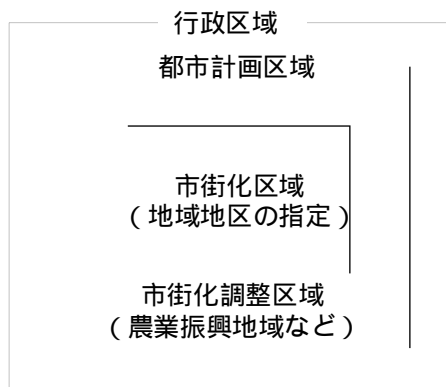 行政区域
都市計画区域
市街化区域
(地域地区の指定)
市街化調整区域
(農業振興地域など)